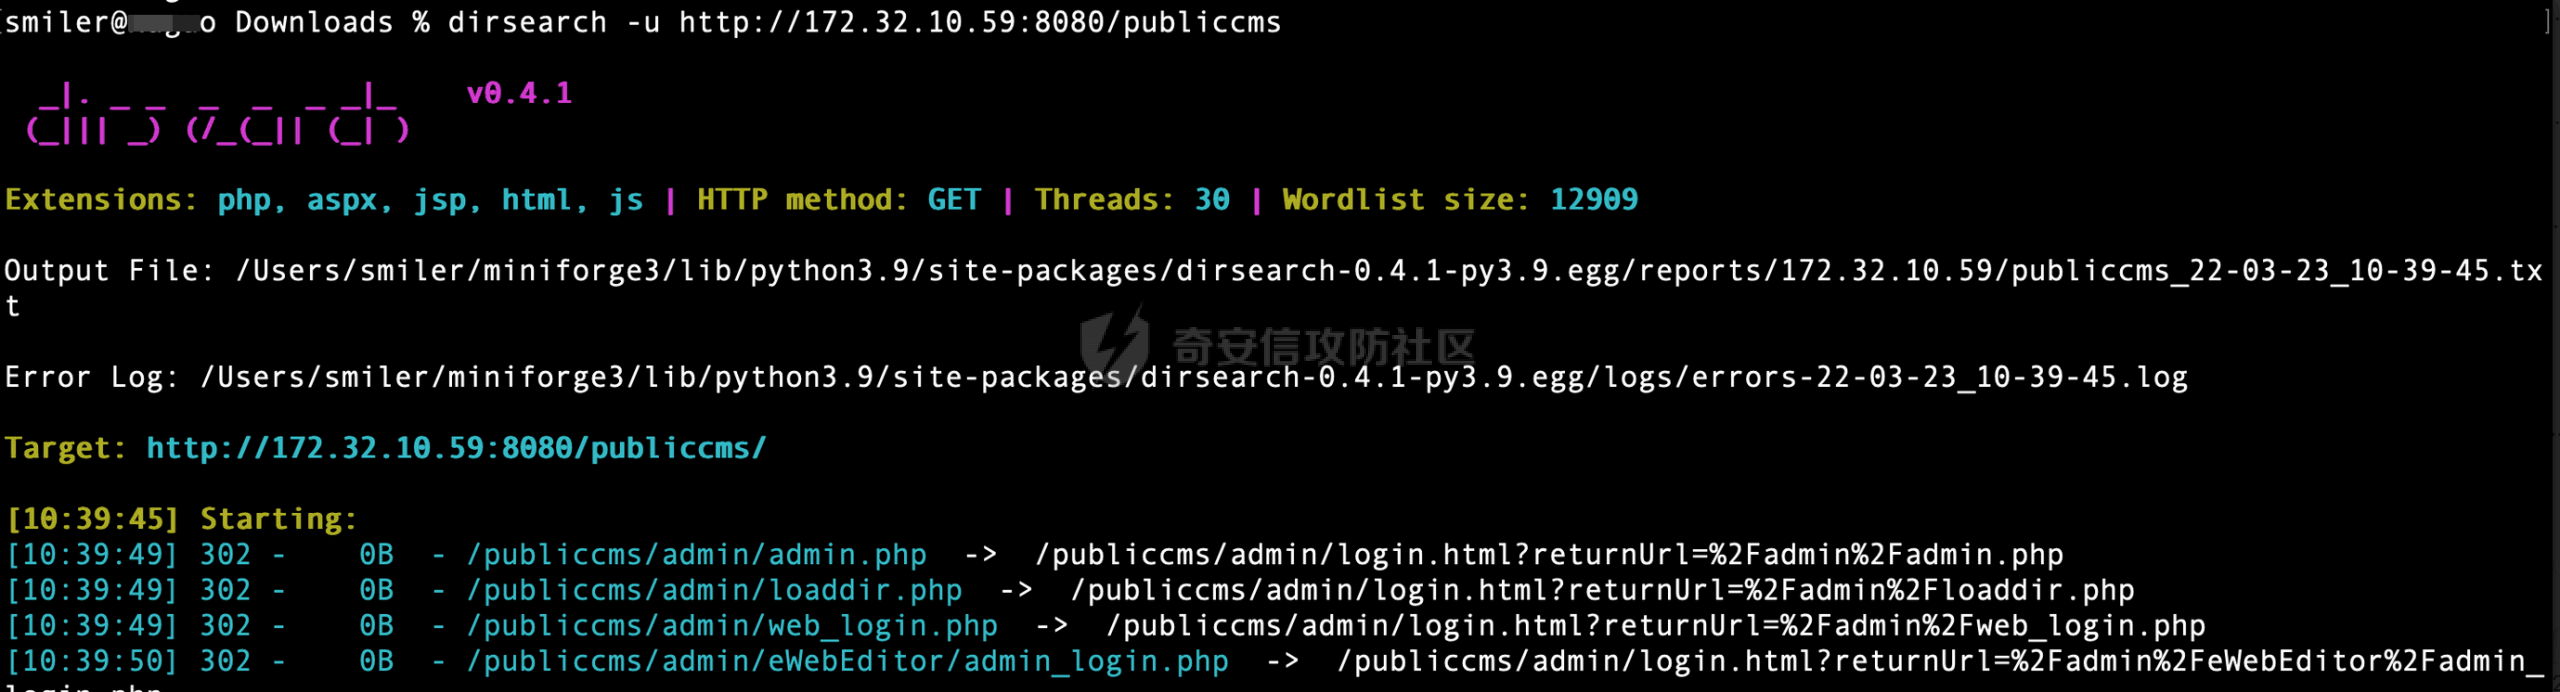 smiler@ o Downloads % dirsearch -u http://172.32.10.59:8080/publiccms
dirsearch v0.4.1
Extensions: php, aspx, jsp, html, js | HTTP method: GET | Threads: 30 | Wordlist size: 12909
Output File: /Users/smiler/miniforge3/lib/python3.9/site-packages/dirsearch-0.4.1-py3.9.egg/reports/172.32.10.59/publiccms_22-03-23_10-39-45.tx
t
奇安信攻防社区
Error Log: /Users/smiler/miniforge3/lib/python3.9/site-packages/dirsearch-0.4.1-py3.9.egg/logs/errors-22-03-23_10-39-45.log
Target: http://172.32.10.59:8080/publiccms/
[10:39:45] Starting:
[10:39:49] 302 -    0B  - /publiccms/admin/admin.php  ->  /publiccms/admin/login.html?returnUrl=%2Fadmin%2Fadmin.php
[10:39:49] 302 -    0B  - /publiccms/admin/loaddir.php  ->  /publiccms/admin/login.html?returnUrl=%2Fadmin%2Floaddir.php
[10:39:49] 302 -    0B  - /publiccms/admin/web_login.php  ->  /publiccms/admin/login.html?returnUrl=%2Fadmin%2Fweb_login.php
[10:39:50] 302 -    0B  - /publiccms/admin/eWebEditor/admin_login.php  ->  /publiccms/admin/login.html?returnUrl=%2Fadmin%2FeWebEditor%2Fadmin_
login.php